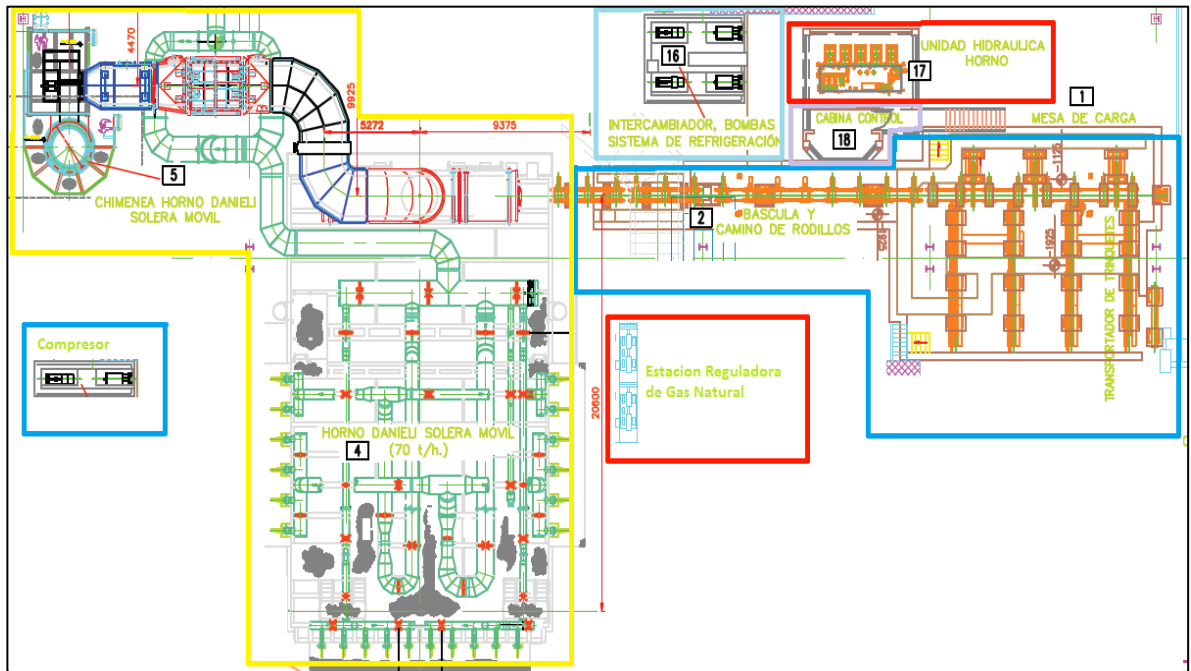 4470
9925
5272
9375
5
CHIMENEA HORNO DANIELI
SOLERA MOVIL
16
INTERCAMBIADOR, BOMBAS
SISTEMA DE REFRIGERACIÓN
UNIDAD HIDRAULICA
HORNO
17
CABINA CONTROL
18
1
MESA DE CARGA
1125
2
BASCULA Y
CAMINO DE RODILLOS
-1925
-1925
TRANSPORTADOR DE TRINQUETES
Compresor
Estacion Reguladora
de Gas Natural
20600
HORNO DANIELI SOLERA MOVIL
4
(70 t/h.)